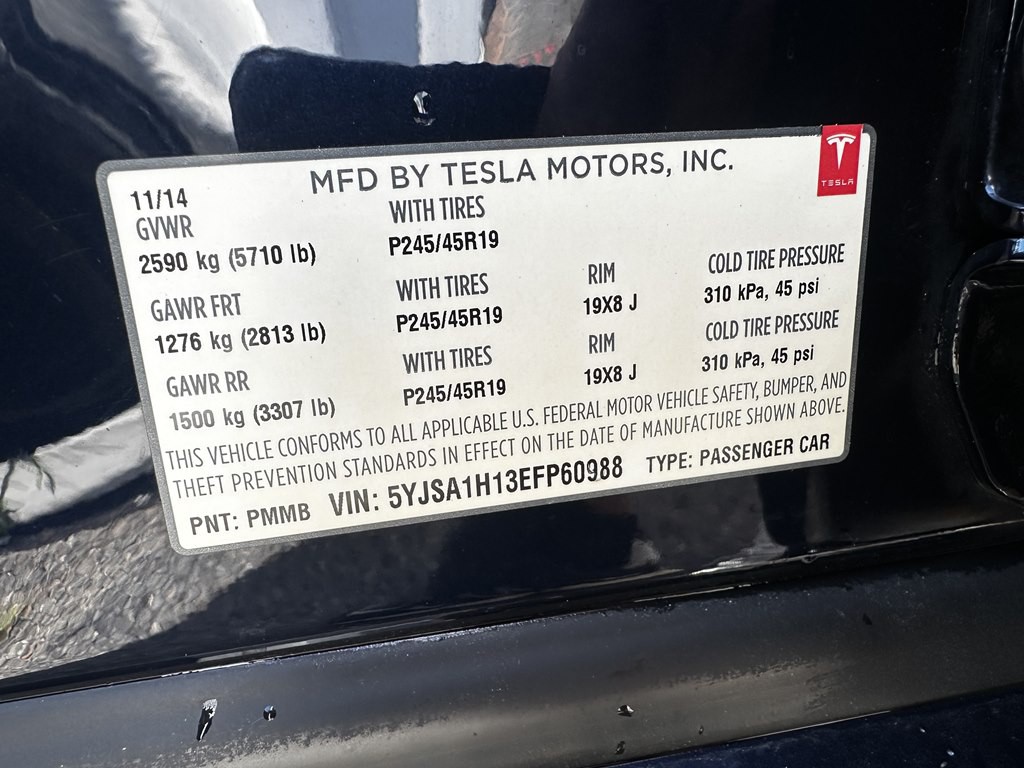 MFD BY TESLA MOTORS, INC.
TESLA
11/14
GVWR WITH TIRES
2590 kg (5710 lb) P245/45R19
GAWR FRT WITH TIRES RIM COLD TIRE PRESSURE
1276 kg (2813 lb) P245/45R19 19X8 J 310 kPa, 45 psi
GAWR RR WITH TIRES RIM COLD TIRE PRESSURE
1500 kg (3307 lb) P245/45R19 19X8 J 310 kPa, 45 psi
THIS VEHICLE CONFORMS TO ALL APPLICABLE U.S. FEDERAL MOTOR VEHICLE SAFETY, BUMPER, AND
THEFT PREVENTION STANDARDS IN EFFECT ON THE DATE OF MANUFACTURE SHOWN ABOVE.
PNT: PMMB VIN: 5YJSA1H13EFP60988 TYPE: PASSENGER CAR